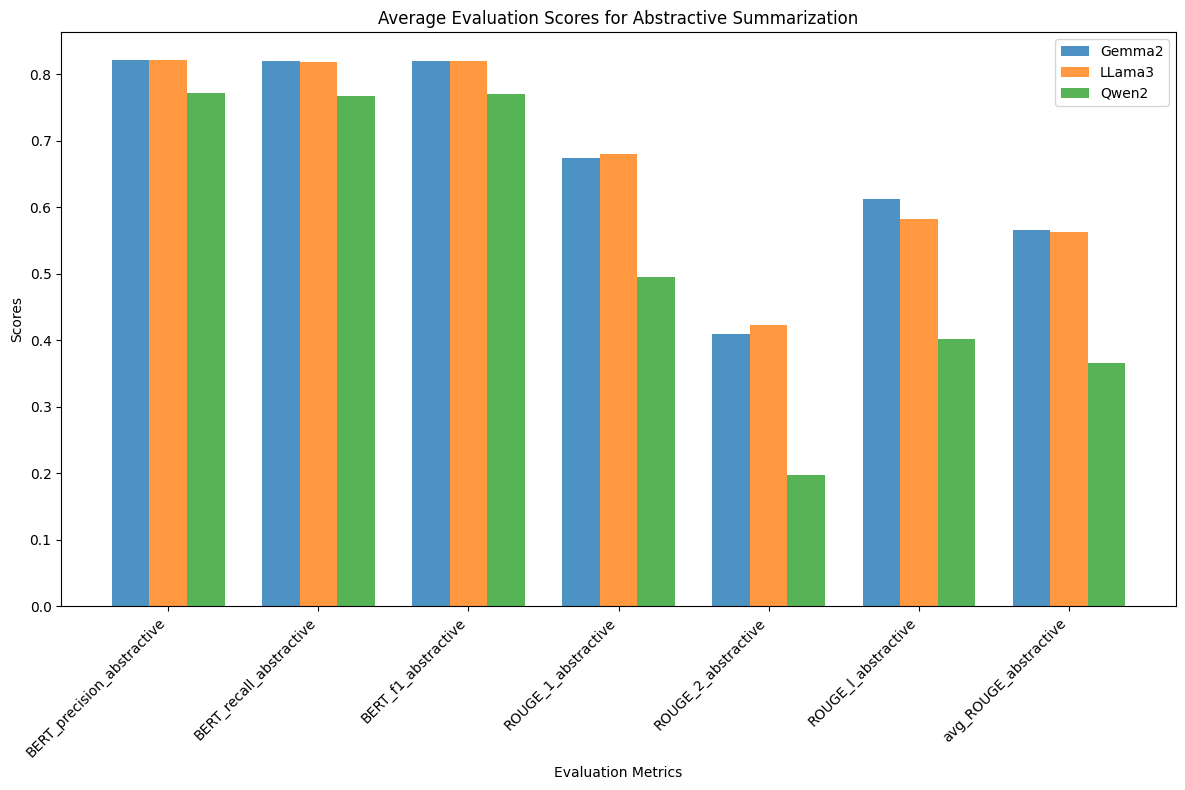 Average Evaluation Scores for Abstractive Summarization
Gemma2
LLama3
Qwen2
Scores
0.8
0.7
0.6
0.5
0.4
0.3
0.2
0.1
0.0
BERT_precision_abstractive
BERT_recall_abstractive
BERT_f1_abstractive
ROUGE_1_abstractive
ROUGE_2_abstractive
ROUGE_l_abstractive
avg_ROUGE_abstractive
Evaluation Metrics